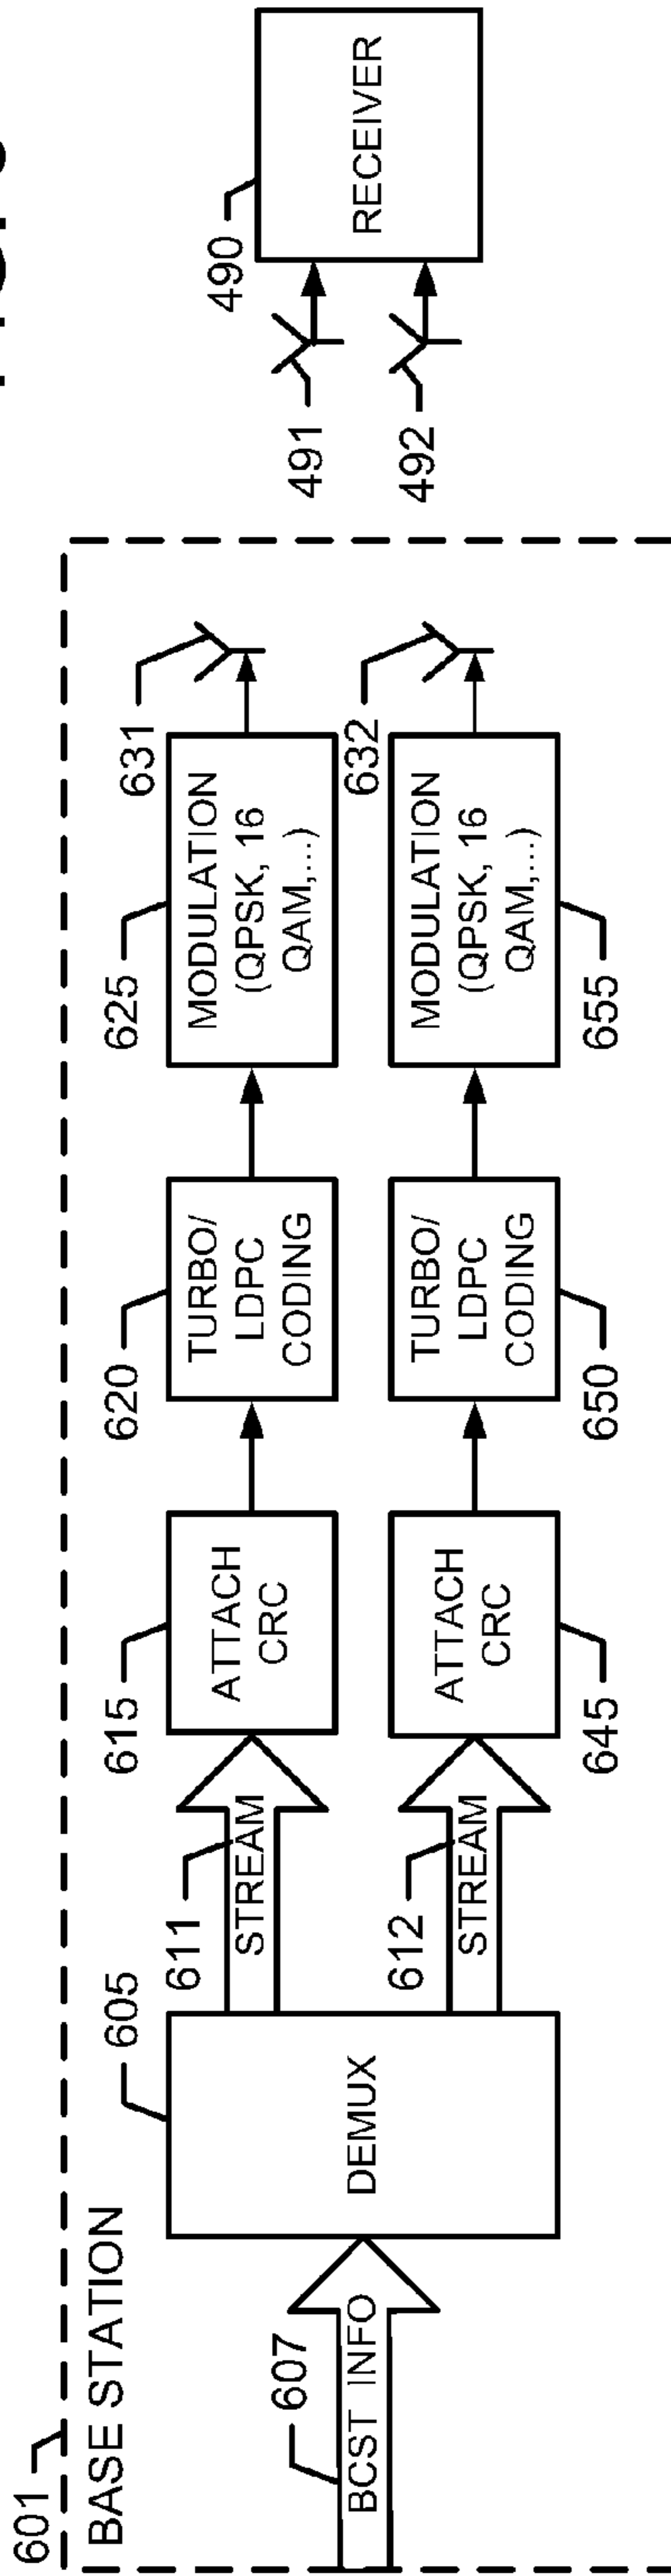 601
BASE STATION
607
BCST INFO
605
DEMUX
611
STREAM
612
STREAM
615
ATTACH
CRC
645
ATTACH
CRC
620
TURBO/
LDPC
CODING
650
TURBO/
LDPC
CODING
625
MODULATION
(QPSK, 16
QAM,...)
655
MODULATION
(QPSK, 16
QAM,...)
631
632
491
492
490
RECEIVER